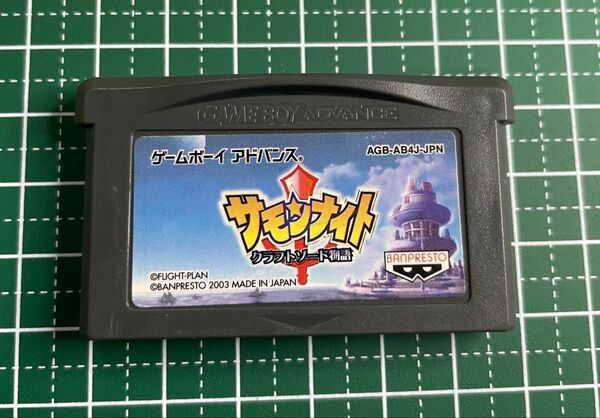 GAME BOY ADVANCE
ゲームボーイ アドバンス®
AGB-AB4J-JPN
サモンナイト
クラフトソード物語
BANPRESTO
©FLIGHT-PLAN
©BANPRESTO 2003 MADE IN JAPAN